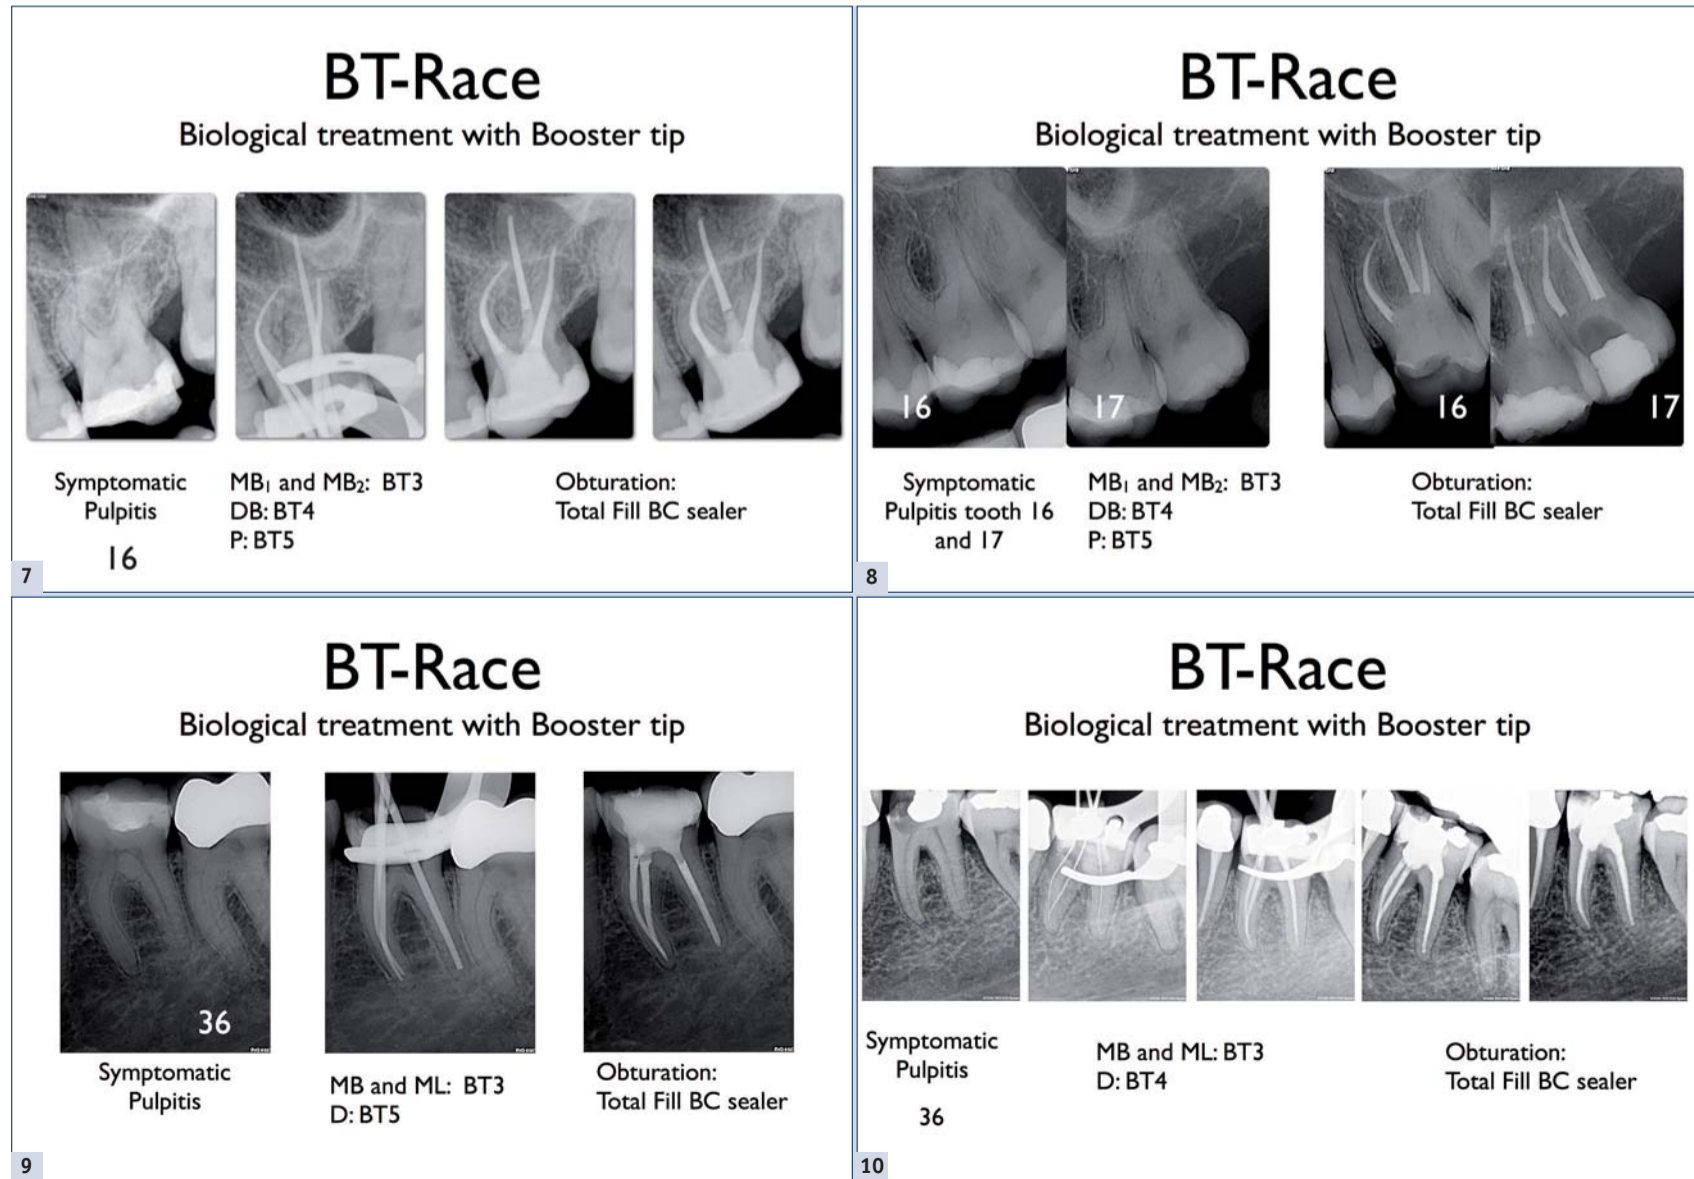 BT-Race
Biological treatment with Booster tip
Symptomatic
Pulpitis
16
MB₁ and MB₂: BT3
DB: BT4
P: BT5
Obturation:
Total Fill BC sealer
7
BT-Race
Biological treatment with Booster tip
16
17
16
17
Symptomatic
Pulpitis tooth 16
and 17
MB₁ and MB₂: BT3
DB: BT4
P: BT5
Obturation:
Total Fill BC sealer
8
BT-Race
Biological treatment with Booster tip
36
Symptomatic
Pulpitis
MB and ML: BT3
D: BT5
Obturation:
Total Fill BC sealer
9
BT-Race
Biological treatment with Booster tip
Symptomatic
Pulpitis
36
MB and ML: BT3
D: BT4
Obturation:
Total Fill BC sealer
10